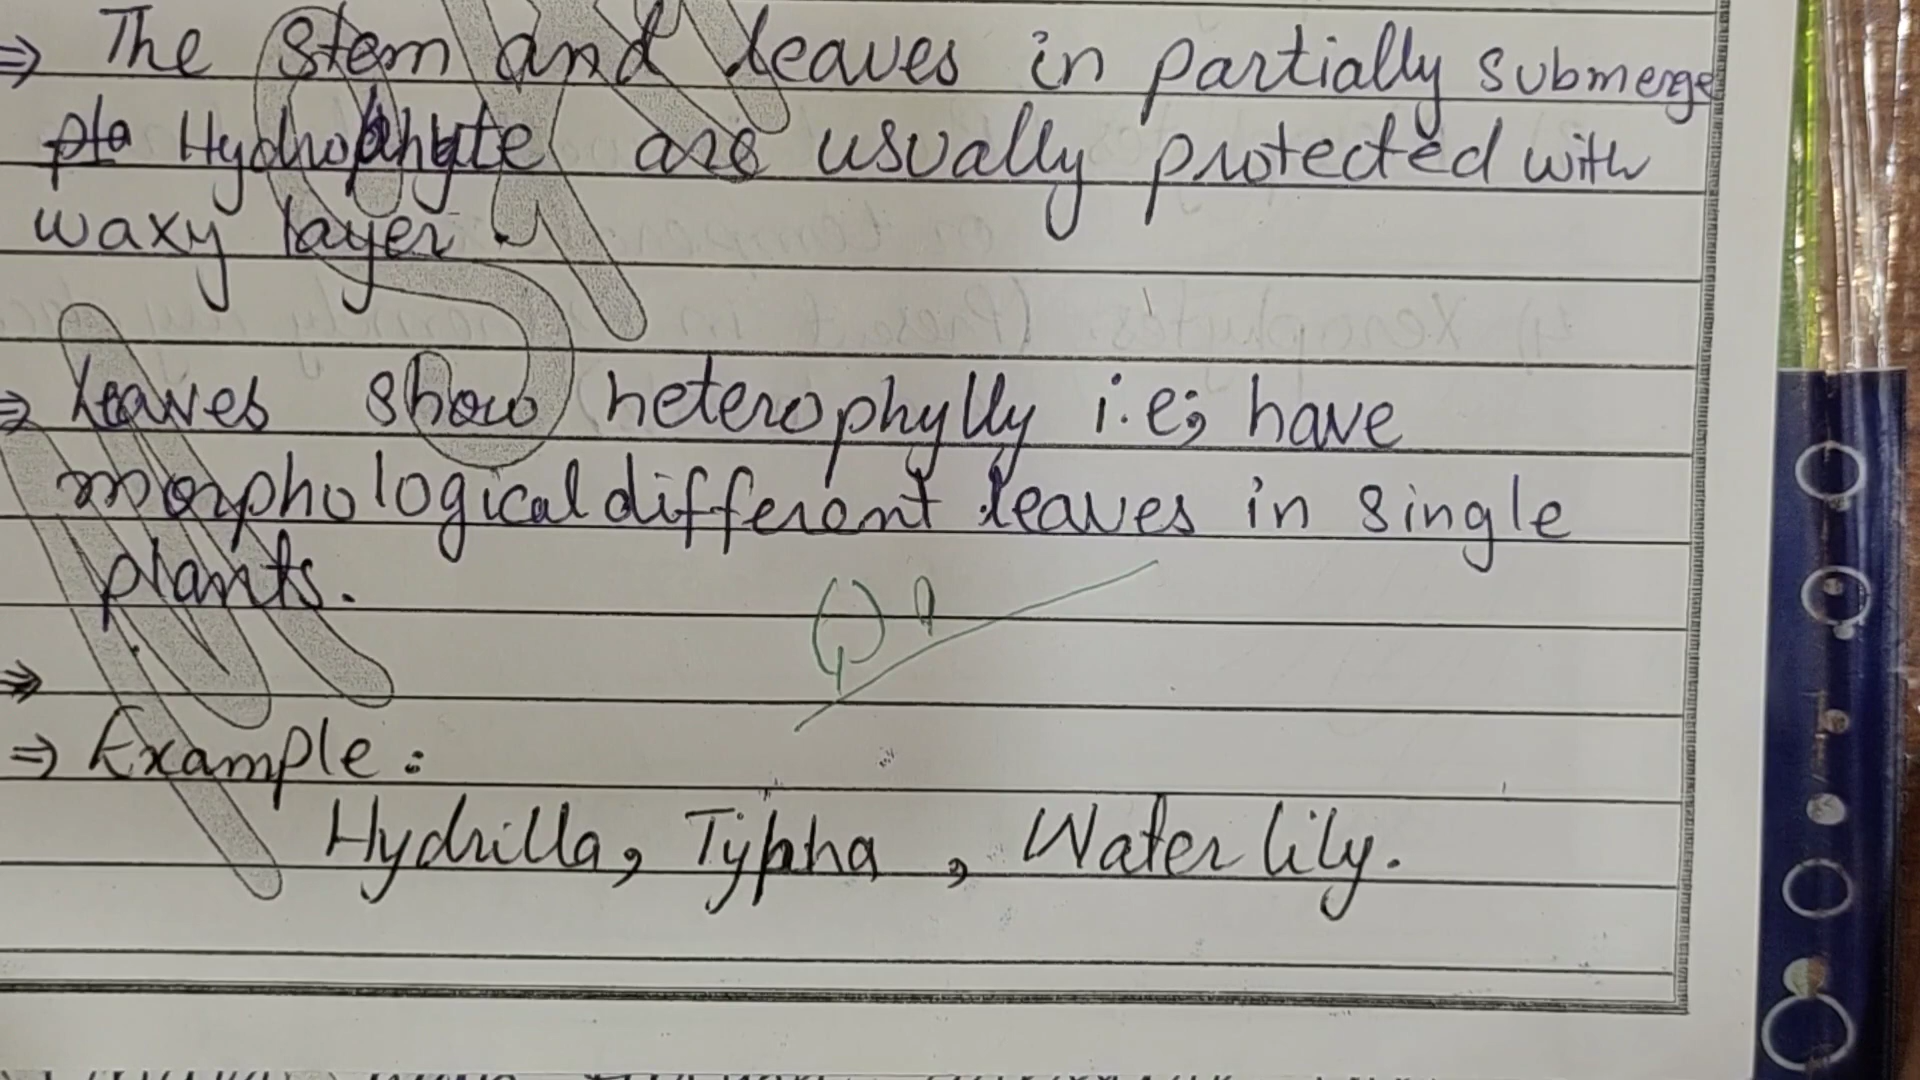 ⇒ The stem and leaves in partially submerge
pla Hydrophyte are usually protected with
waxy layer.
⇒ Leaves show heterophylly i.e; have
morphological different leaves in single
plants.
⇒
⇒ Example:
Hydrilla, Typha, Water lily.